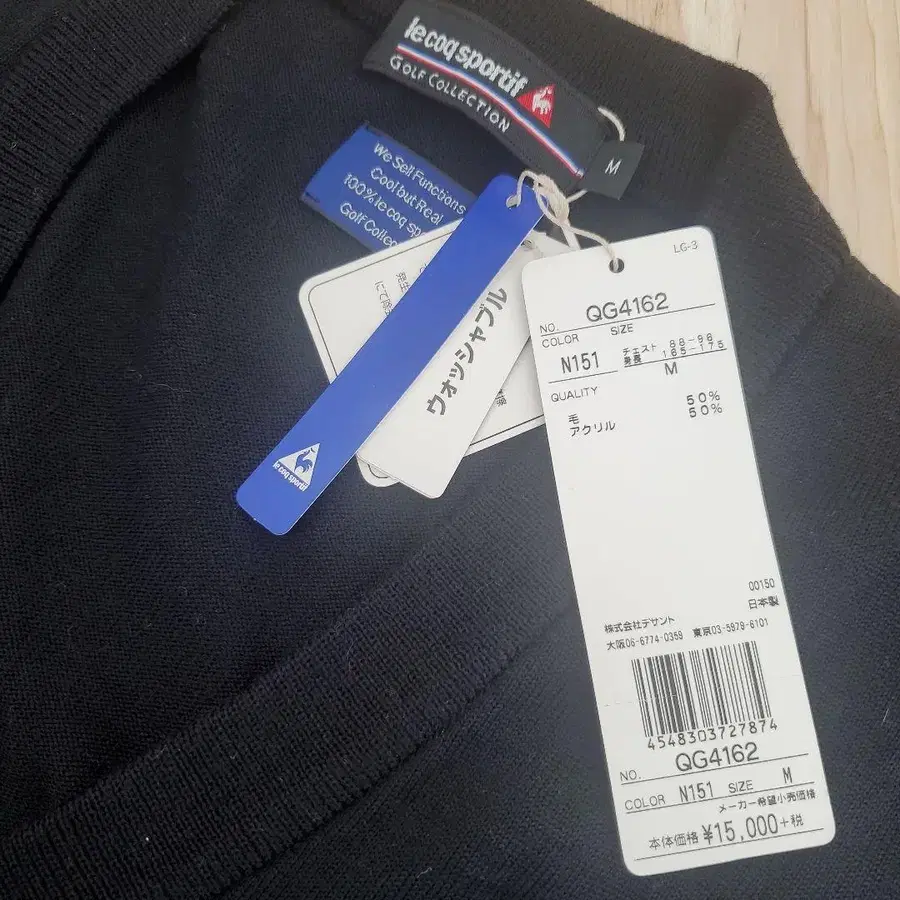 le coq sportif
GOLF COLLECTION
M
We Sell Functions
Cool but Real
100% le coq sp
Golf Collec
ウォッシャブル
le coq sportif
LG-3
NO. QG4162
COLOR SIZE
N151 チェスト 88-96
身長 165-175
M
QUALITY
毛 50%
アクリル 50%
00150
日本製
株式会社デサント
大阪06-6774-0359 東京03-5979-6101
4548303727874
NO. QG4162
COLOR N151 SIZE M
メーカー希望小売価格
本体価格 ¥15,000+税